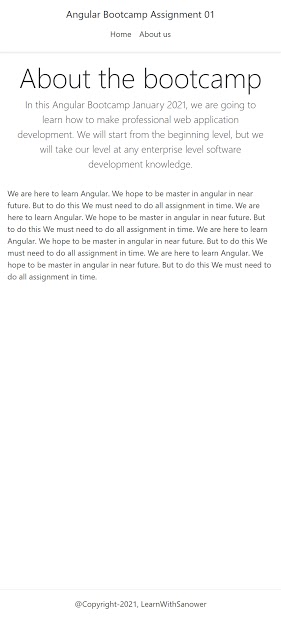 Angular Bootcamp Assignment 01
Home About us
About the bootcamp
In this Angular Bootcamp January 2021, we are going to
learn how to make professional web application
development. We will start from the beginning level, but we
will take our level at any enterprise level software
development knowledge.
We are here to learn Angular. We hope to be master in angular in near
future. But to do this We must need to do all assignment in time. We are
here to learn Angular. We hope to be master in angular in near future. But
to do this We must need to do all assignment in time. We are here to learn
Angular. We hope to be master in angular in near future. But to do this We
must need to do all assignment in time. We are here to learn Angular. We
hope to be master in angular in near future. But to do this We must need to
do all assignment in time.
@Copyright-2021, LearnWithSanower